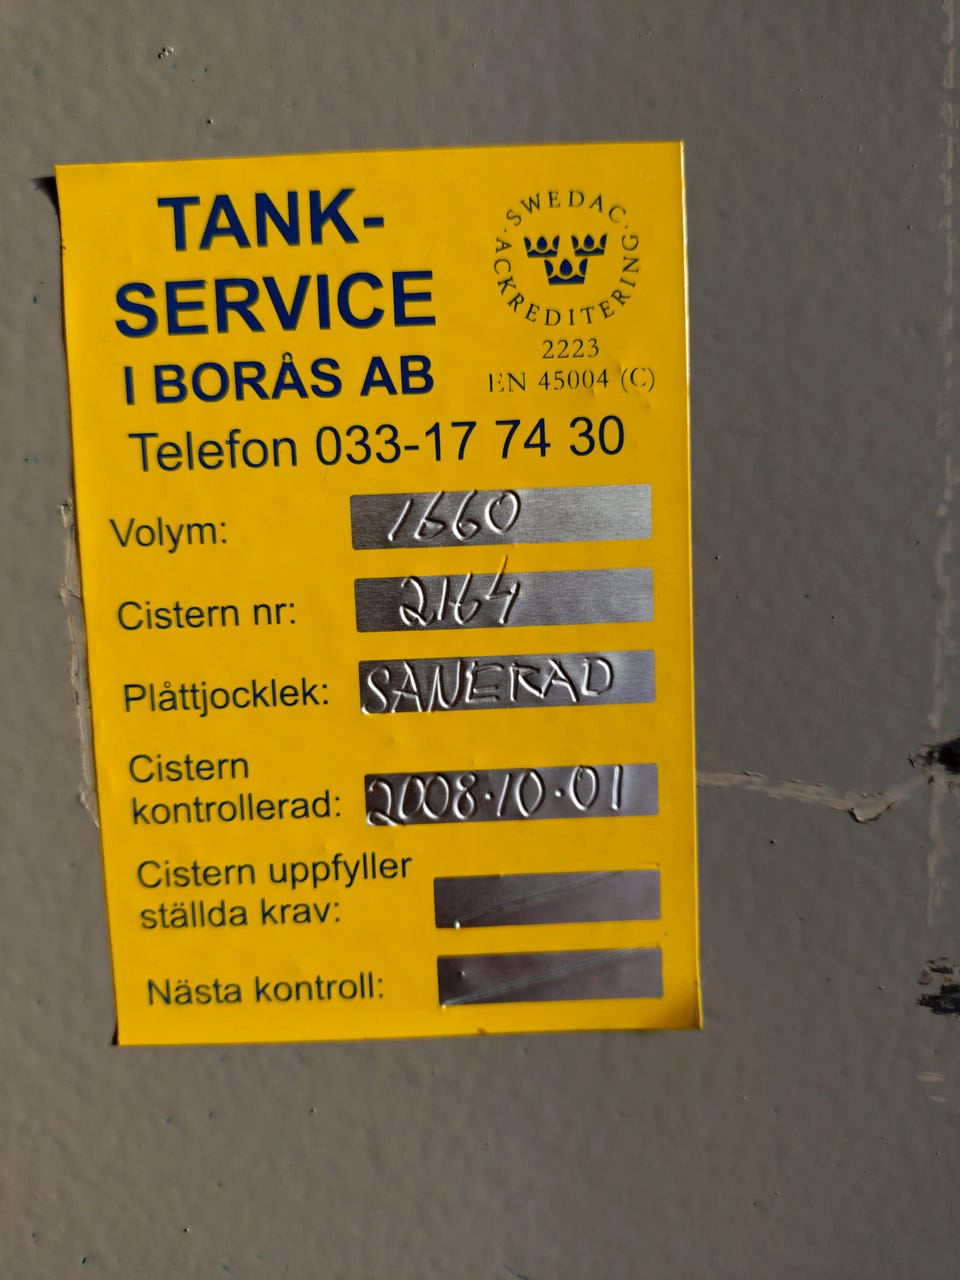 TANK-
SERVICE
I BORÅS AB
SWEDAC · ACKREDITERING ·
2223
EN 45004 (C)
Telefon 033-17 74 30
Volym: 1660
Cistern nr: 2164
Plåttjocklek: SANERAD
Cistern
kontrollerad: 2008·10·01
Cistern uppfyller
ställda krav:
Nästa kontroll: